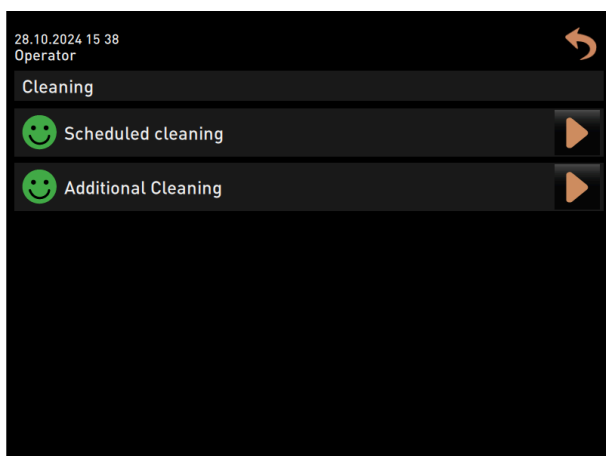 28.10.2024 15 38
Operator
Cleaning
Scheduled cleaning
Additional Cleaning